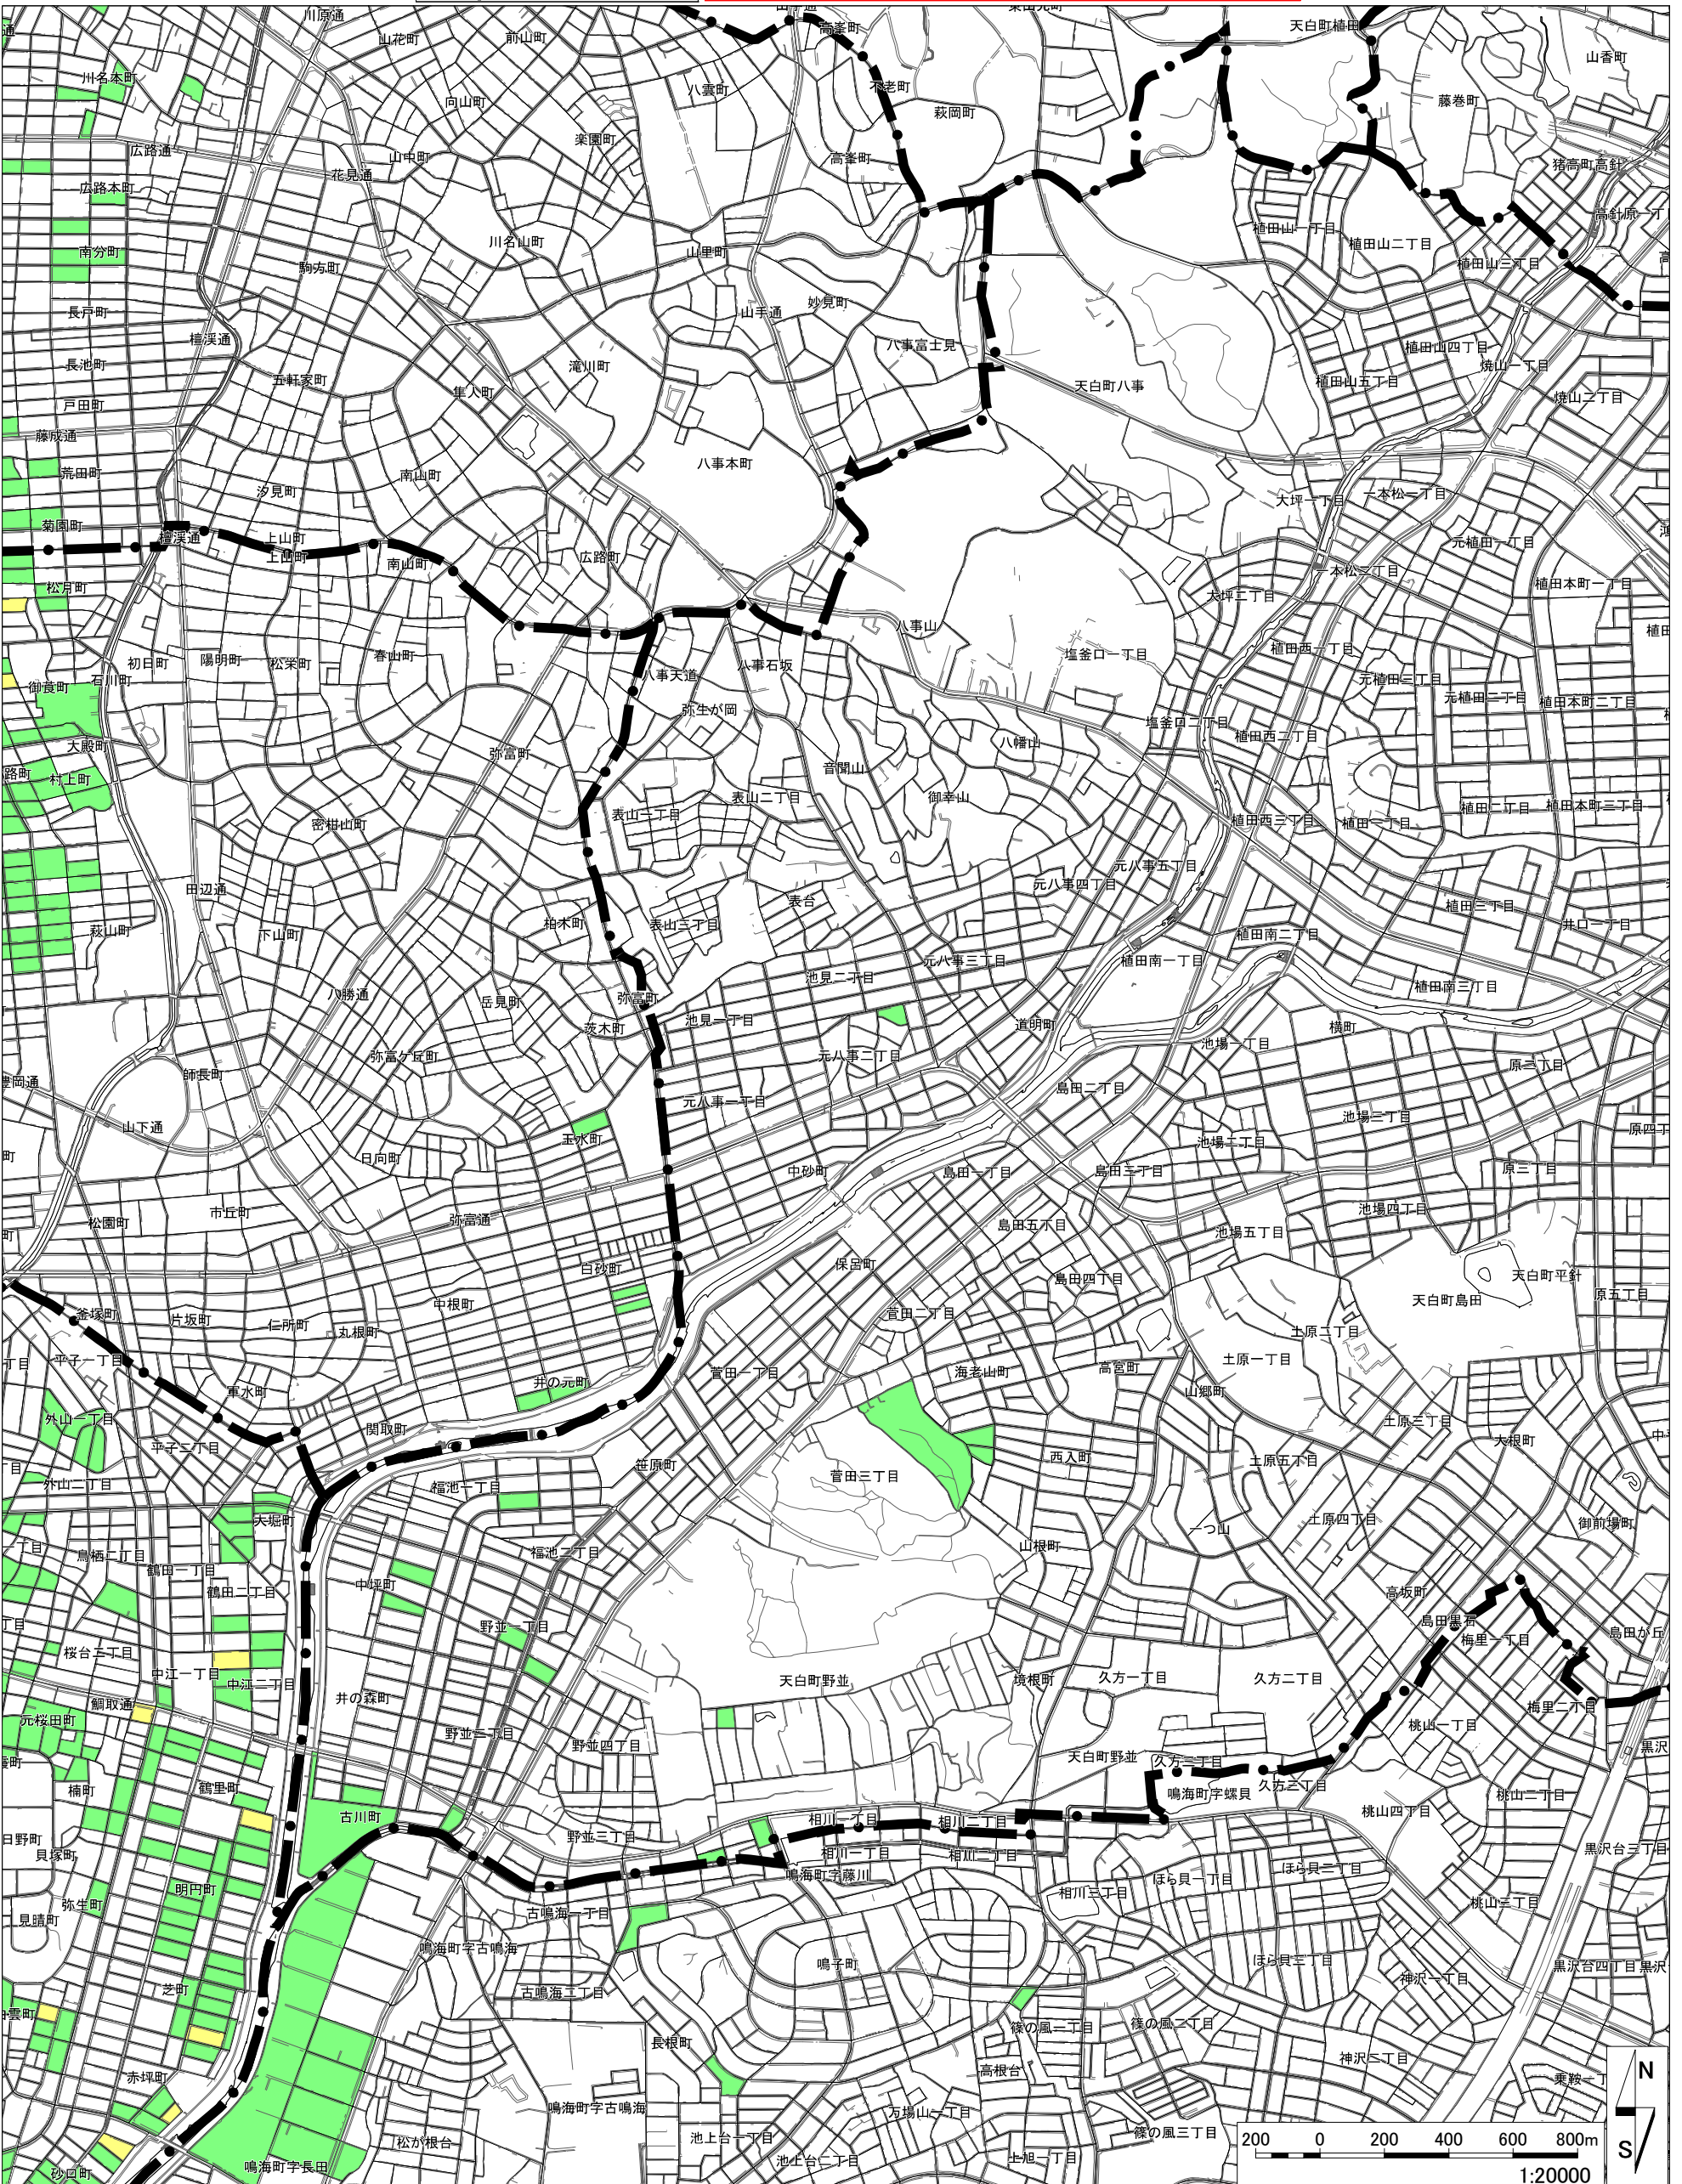 川原通
高峯町
天白町植田
山花町
前山町
山香町
川名本町
八雲町
不老町
藤巻町
向山町
萩岡町
楽園町
広路通
山中町
高峯町
猪高町高針
花見通
広路本町
植田山一丁目
植田山二丁目
南分町
川名山町
山里町
駒方町
植田山三丁目
長戸町
山手通
妙見町
檀渓通
八事富士見
植田山四丁目
長池町
滝川町
焼山一丁目
五軒家町
隼人町
天白町八事
植田山五丁目
戸田町
焼山二丁目
藤成通
荒田町
八事本町
南山町
汐見町
大坪一丁目
一本松一丁目
菊園町
檀渓通
上山町
上山町
元植田一丁目
南山町
広路町
一本松二丁目
植田本町一丁目
松月町
大坪二丁目
八事山
初日町
陽明町
松栄町
春山町
八事石坂
塩釜口一丁目
植田西一丁目
石川町
八事天道
元植田三丁目
御莨町
元植田二丁目
植田本町二丁目
弥生が岡
塩釜口二丁目
植田西二丁目
大殿町
弥富町
八幡山
村上町
音聞山
表山二丁目
御幸山
植田二丁目
植田本町三丁目
密柑山町
表山一丁目
植田西三丁目
植田一丁目
元八事五丁目
田辺通
元八事四丁目
表台
植田三丁目
萩山町
下山町
柏木町
表山三丁目
植田南二丁目
井口一丁目
元八事三丁目
植田南一丁目
池見二丁目
八勝通
岳見町
弥富町
植田南三丁目
茨木町
池見一丁目
道明町
横町
弥富ケ丘町
元八事二丁目
池場一丁目
師長町
原二丁目
豊岡通
島田二丁目
元八事一丁目
山下通
玉水町
池場三丁目
日向町
池場二丁目
中砂町
島田一丁目
島田三丁目
原三丁目
市丘町
松園町
弥富通
島田五丁目
池場四丁目
池場五丁目
白砂町
保呂町
島田四丁目
天白町平針
天白町島田
原五丁目
釜塚町
片坂町
仁所町
丸根町
中根町
菅田二丁目
土原二丁目
平子一丁目
菅田一丁目
海老山町
高宮町
土原一丁目
軍水町
井の元町
山郷町
外山一丁目
関取町
土原三丁目
平子二丁目
大根町
笹原町
菅田三丁目
西入町
土原五丁目
外山二丁目
福池一丁目
大堀町
一つ山
土原四丁目
御前場町
鳥栖二丁目
鶴田一丁目
福池二丁目
山根町
鶴田二丁目
中坪町
高坂町
野並一丁目
島田黒石
梅里一丁目
島田が丘
桜台二丁目
中江一丁目
中江二丁目
天白町野並
境根町
久方一丁目
久方二丁目
井の森町
鯛取通
元桜田町
梅里二丁目
桃山一丁目
野並二丁目
野並四丁目
天白町野並
久方三丁目
久方三丁目
楠町
鶴里町
鳴海町字螺貝
桃山二丁目
古川町
相川一丁目
相川二丁目
桃山四丁目
野並三丁目
貝塚町
相川一丁目
相川二丁目
黒沢台三丁目
鳴海町字藤川
ほら貝二丁目
明円町
相川三丁目
ほら貝一丁目
弥生町
桃山三丁目
見晴町
古鳴海一丁目
鳴海町字古鳴海
鳴子町
ほら貝三丁目
黒沢台四丁目
芝町
神沢一丁目
古鳴海二丁目
長根町
篠の風一丁目
篠の風二丁目
神沢二丁目
赤坪町
高根台
鳴海町字古鳴海
万場山一丁目
松が根台
池上台一丁目
篠の風三丁目
砂口町
鳴海町字長田
池上台二丁目
上旭一丁目
N
S
200 0 200 400 600 800m
1:20000